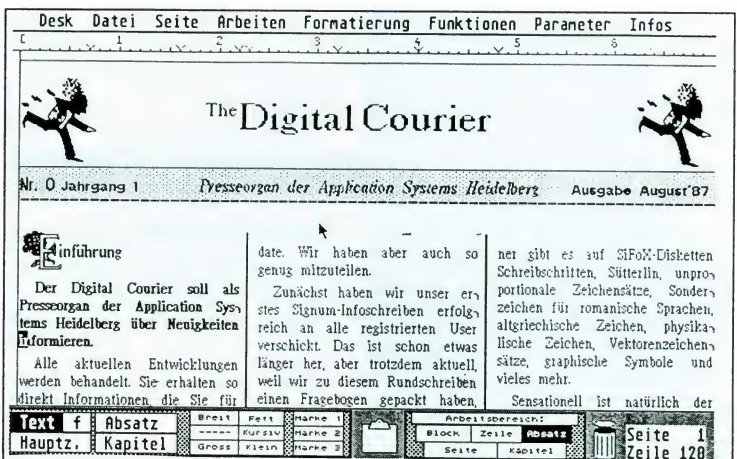 Desk Datei Seite Arbeiten Formatierung Funktionen Parameter Infos
1 2 3 4 5 6
The Digital Courier
Nr. 0 Jahrgang 1 Presseorgan der Application Systems Heidelberg Ausgabe August'87
Einführung
Der Digital Courier soll als
Presseorgan der Application Sys¬
tems Heidelberg über Neuigkeiten
informieren.
Alle aktuellen Entwicklungen
werden behandelt. Sie erhalten so
direkt Informationen, die Sie für
date. Wir haben aber auch so
genug mitzuteilen.
Zunächst haben wir unser er¬
stes Signum-Infoschreiben erfolg¬
reich an alle registrierten User
verschickt. Das ist schon etwas
länger her, aber trotzdem aktuell,
weil wir zu diesem Rundschreiben
einen Fragebogen gepackt haben,
ner gibt es auf SiFoX-Disketten
Schreibschriften, Sütterlin, unpro¬
portionale Zeichensätze, Sonder¬
zeichen für romanische Sprachen,
altgriechische Zeichen, physika¬
lische Zeichen, Vektorenzeichen¬
sätze, graphische Symbole und
vieles mehr.
Sensationell ist natürlich der
Text f Absatz
Hauptz. Kapitel
Breit Fett Marke 1
----- Kursiv Marke 2
Gross Klein Marke 3
Arbeitsbereich:
Block Zeile Absatz
Seite Kapitel
Seite 1
Zeile 120